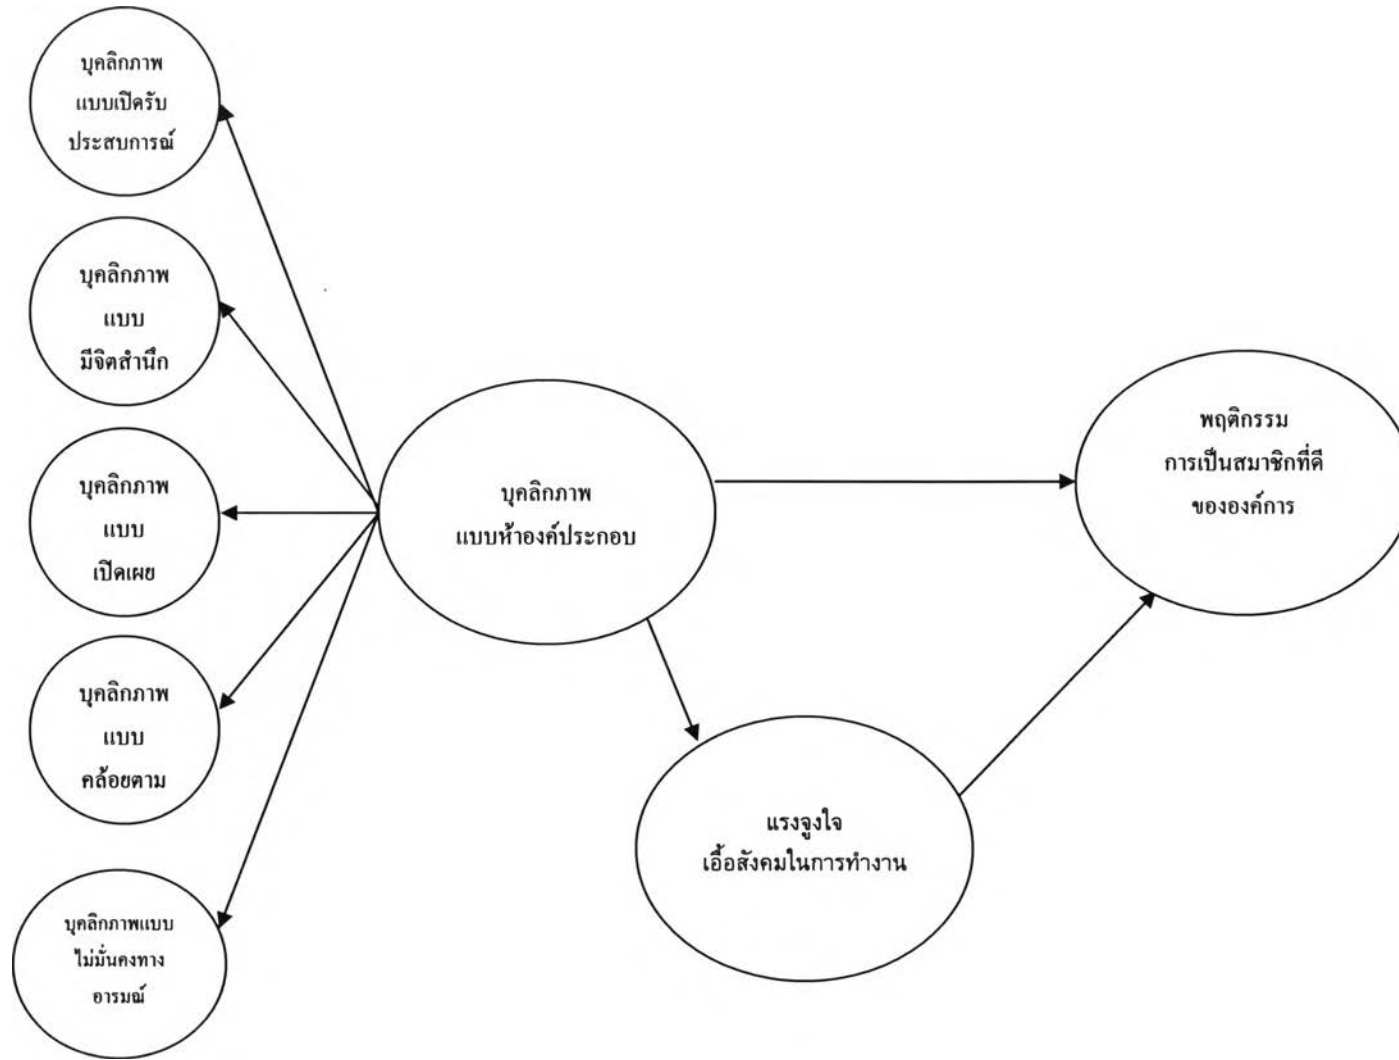 บุคลิกภาพ
แบบเปิดรับ
ประสบการณ์
บุคลิกภาพ
แบบ
มีจิตสำนึก
บุคลิกภาพ
แบบ
เปิดเผย
บุคลิกภาพ
แบบ
คล้อยตาม
บุคลิกภาพแบบ
ไม่มั่นคงทาง
อารมณ์
บุคลิกภาพ
แบบห้าองค์ประกอบ
แรงจูงใจ
เอื้อสังคมในการทำงาน
พฤติกรรม
การเป็นสมาชิกที่ดี
ขององค์การ